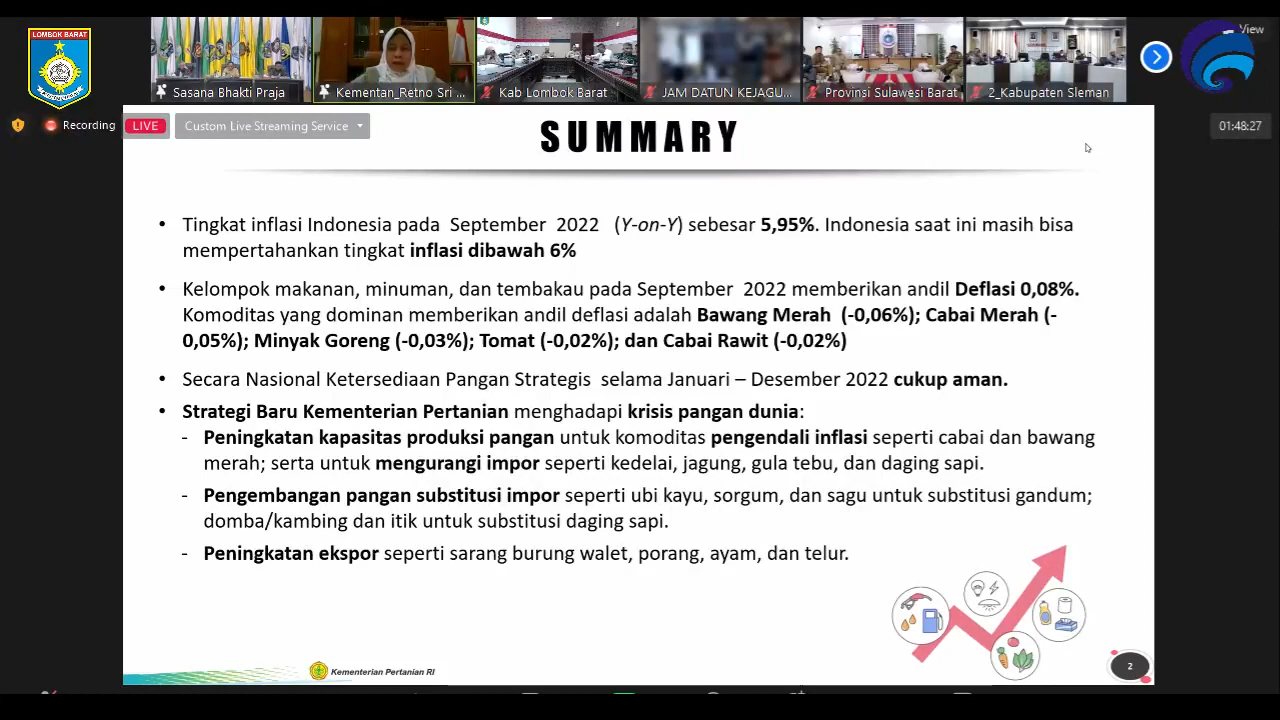 LOMBOK BARAT
View
Sasana Bhakti Praja
Kementan_Retno Sri ...
Kab Lombok Barat
JAM DATUN KEJAGU...
Provinsi Sulawesi Barat
2_Kabupaten Sleman
Recording
LIVE
Custom Live Streaming Service
01:48:27
SUMMARY
• Tingkat inflasi Indonesia pada September 2022 (Y-on-Y) sebesar 5,95%. Indonesia saat ini masih bisa
mempertahankan tingkat inflasi dibawah 6%
• Kelompok makanan, minuman, dan tembakau pada September 2022 memberikan andil Deflasi 0,08%.
Komoditas yang dominan memberikan andil deflasi adalah Bawang Merah (-0,06%); Cabai Merah (-
0,05%); Minyak Goreng (-0,03%); Tomat (-0,02%); dan Cabai Rawit (-0,02%)
• Secara Nasional Ketersediaan Pangan Strategis selama Januari – Desember 2022 cukup aman.
• Strategi Baru Kementerian Pertanian menghadapi krisis pangan dunia:
- Peningkatan kapasitas produksi pangan untuk komoditas pengendali inflasi seperti cabai dan bawang
merah; serta untuk mengurangi impor seperti kedelai, jagung, gula tebu, dan daging sapi.
- Pengembangan pangan substitusi impor seperti ubi kayu, sorgum, dan sagu untuk substitusi gandum;
domba/kambing dan itik untuk substitusi daging sapi.
- Peningkatan ekspor seperti sarang burung walet, porang, ayam, dan telur.
Kementerian Pertanian RI
2